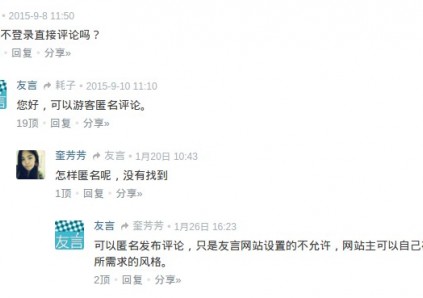 • 2015-9-8 11:50
不登录直接评论吗？
• 回复 • 分享»
友言 耗子 • 2015-9-10 11:10
您好，可以游客匿名评论。
19顶 • 回复 • 分享»
奎芳芳 友言 • 1月20日 10:43
怎样匿名呢，没有找到
1顶 • 回复 • 分享»
友言 奎芳芳 • 1月26日 16:23
友言
可以匿名发布评论，只是友言网站设置的不允许，网站主可以自己
所需求的风格。
2顶 • 回复 • 分享»